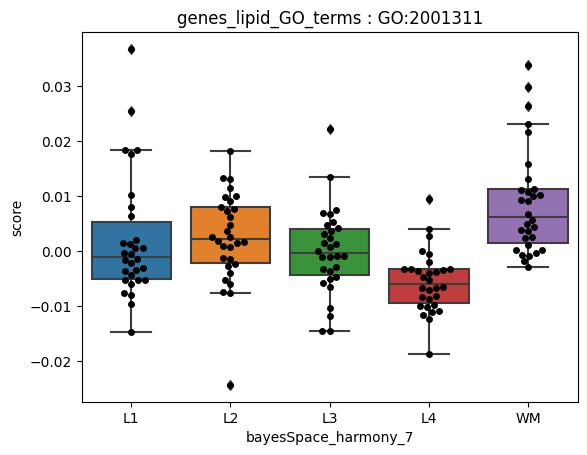 genes_lipid_GO_terms : GO:2001311
score
0.03
0.02
0.01
0.00
−0.01
−0.02
L1 L2 L3 L4 WM
bayesSpace_harmony_7